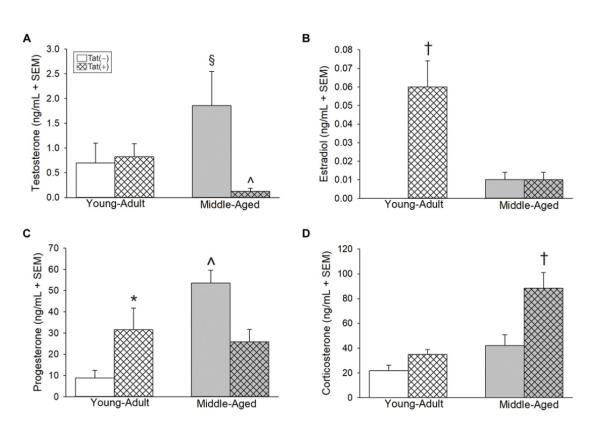 A
Testosterone (ng/mL + SEM)
3.0
2.5
2.0
1.5
1.0
0.5
0.0
Tat(−)
Tat(+)
§
^
Young-Adult
Middle-Aged
B
Estradiol (ng/mL + SEM)
0.08
0.07
0.06
0.05
0.04
0.03
0.02
0.01
0.00
†
Young-Adult
Middle-Aged
C
Progesterone (ng/mL + SEM)
70
60
50
40
30
20
10
0
*
^
Young-Adult
Middle-Aged
D
Corticosterone (ng/mL + SEM)
120
100
80
60
40
20
0
†
Young-Adult
Middle-Aged